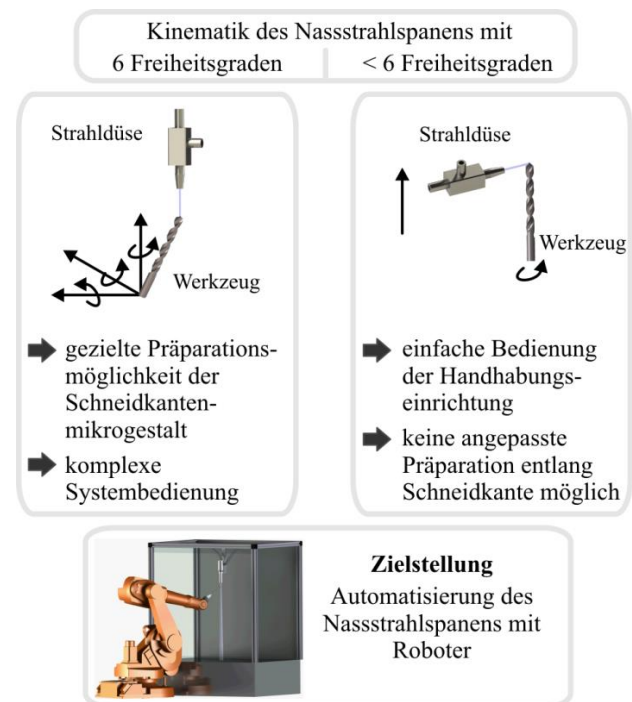 Kinematik des Nassstrahlspanens mit
6 Freiheitsgraden
< 6 Freiheitsgraden
Strahldüse
Werkzeug
gezielte Präparations-
möglichkeit der
Schneidkanten-
mikrogestalt
komplexe
Systembedienung
Strahldüse
Werkzeug
einfache Bedienung
der Handhabungs-
einrichtung
keine angepasste
Präparation entlang
Schneidkante möglich
Zielstellung
Automatisierung des
Nassstrahlspanens mit
Roboter